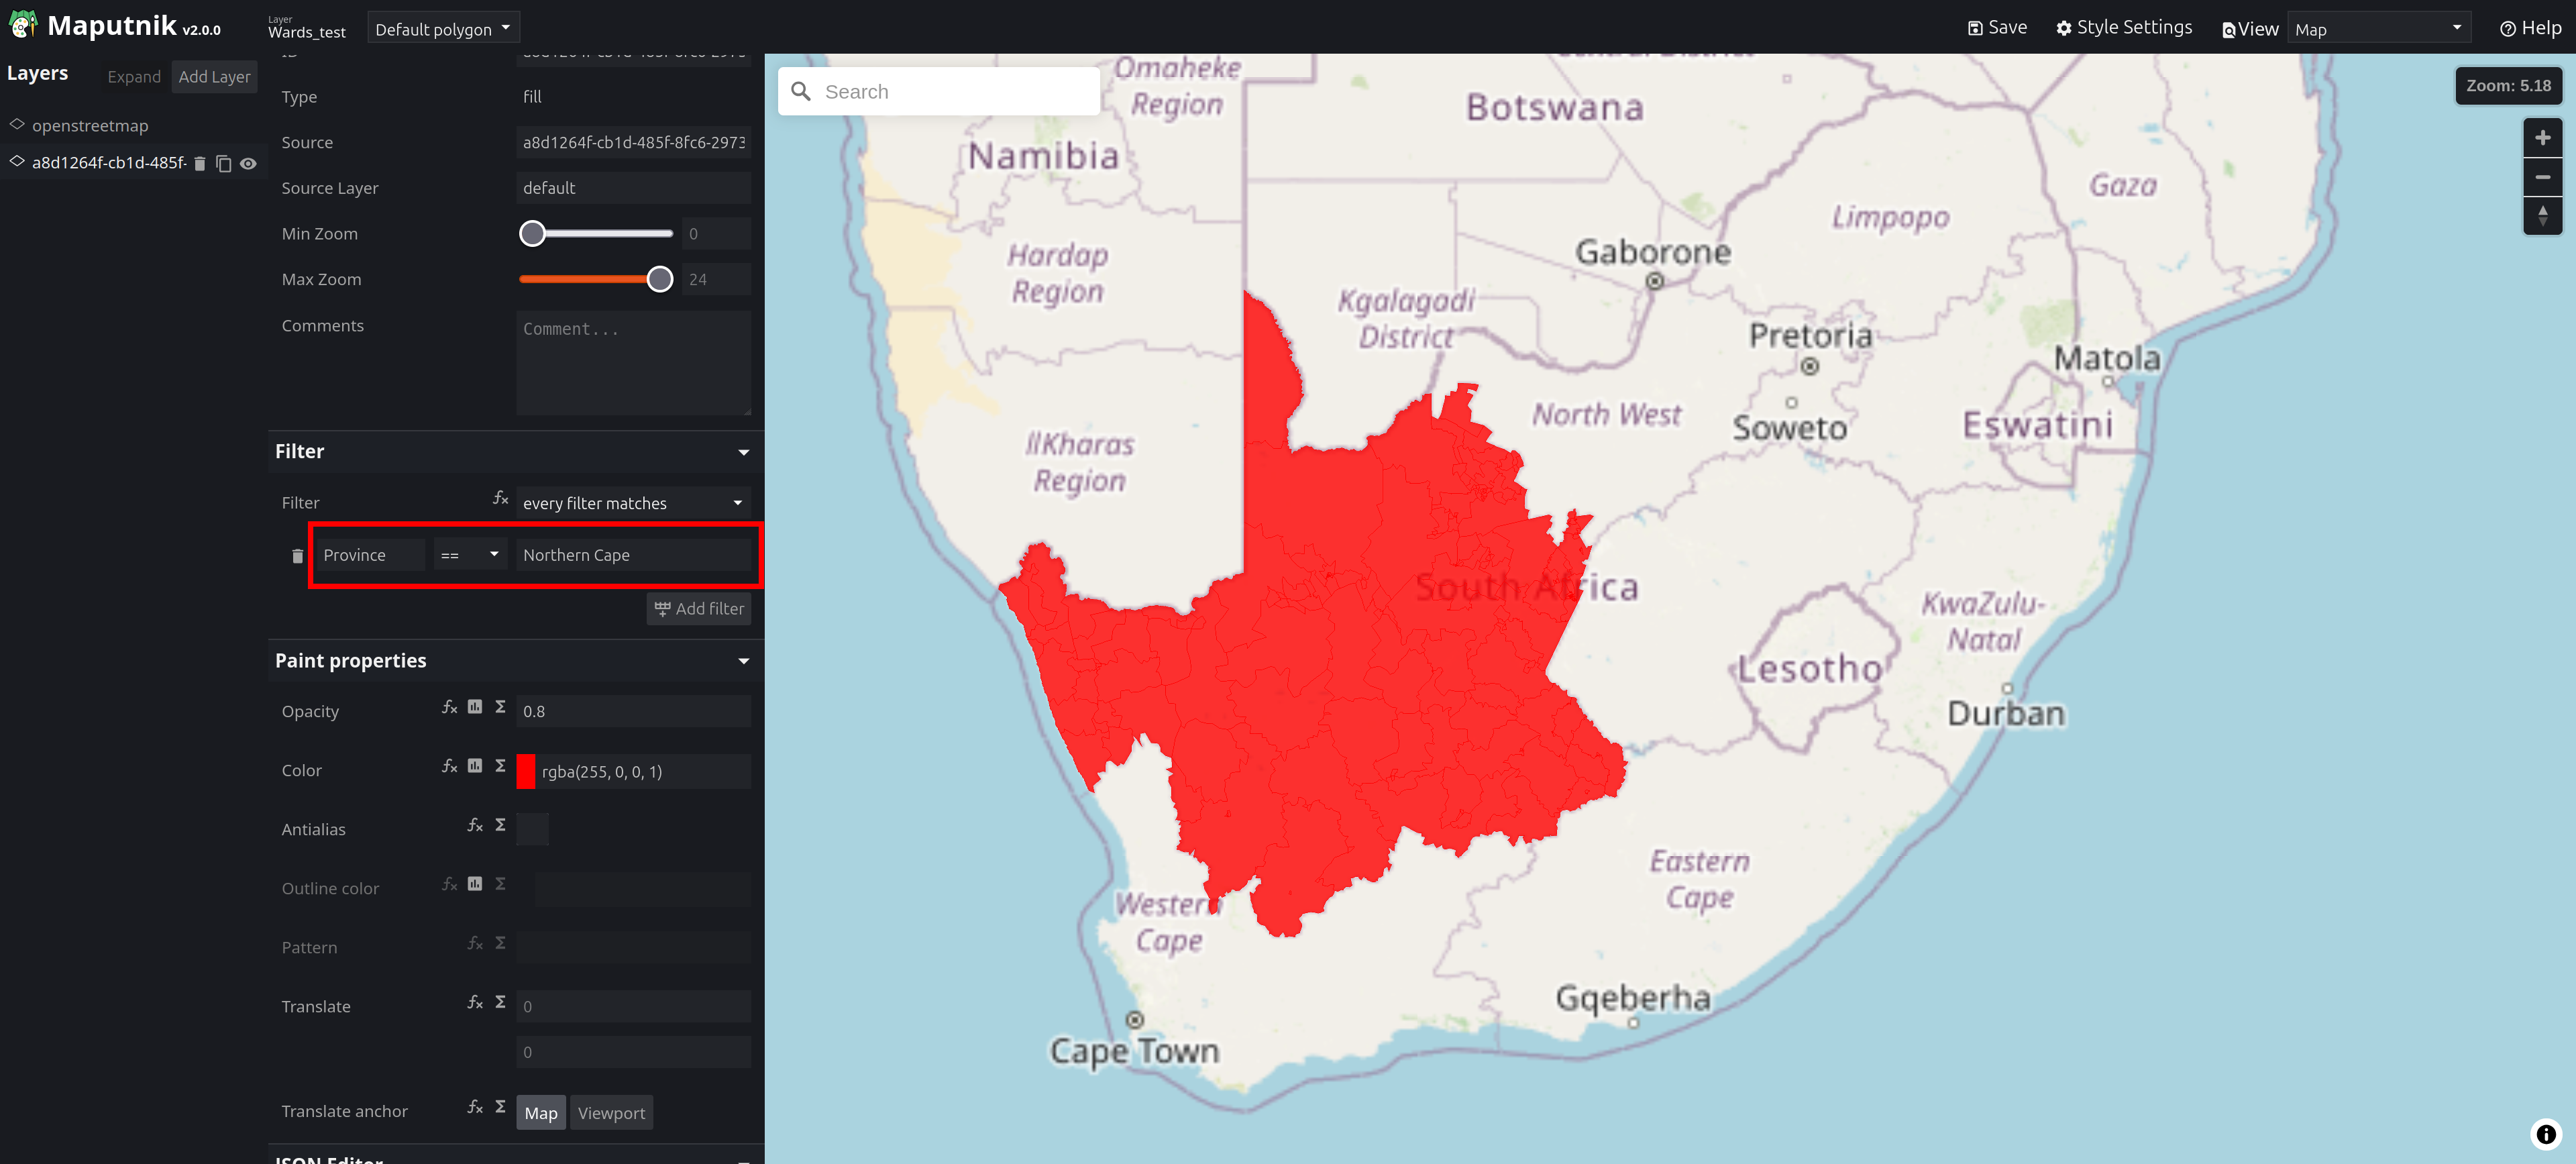 Maputnik v2.0.0
Layer
Wards_test
Default polygon
Save
Style Settings
View
Map
Help
Layers
Expand
Add Layer
openstreetmap
a8d1264f-cb1d-485f-
Type
fill
Source
a8d1264f-cb1d-485f-8fc6-2973
Source Layer
default
Min Zoom
0
Max Zoom
24
Comments
Comment...
Filter
Filter
every filter matches
Province
==
Northern Cape
Add filter
Paint properties
Opacity
0.8
Color
rgba(255, 0, 0, 1)
Antialias
Outline color
Pattern
Translate
0
0
Translate anchor
Map
Viewport
JSON Editor
Search
Zoom: 5.18
Omaheke
Region
Botswana
Namibia
Gaza
Limpopo
Hardap
Region
Gaborone
Kgalagadi
District
Pretoria
Matola
North West
Soweto
Eswatini
ǁKharas
Region
South Africa
KwaZulu-
Natal
Lesotho
Durban
Eastern
Cape
Western
Cape
Gqeberha
Cape Town